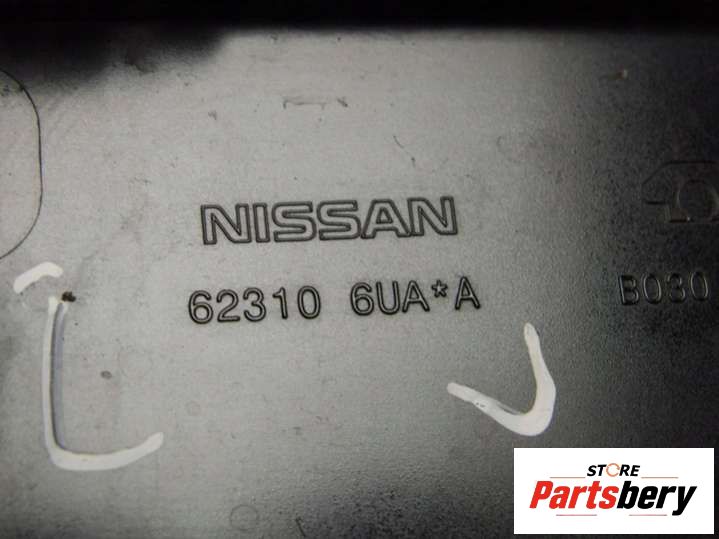 NISSAN
62310 6UA*A
B030
STORE
Partsbery